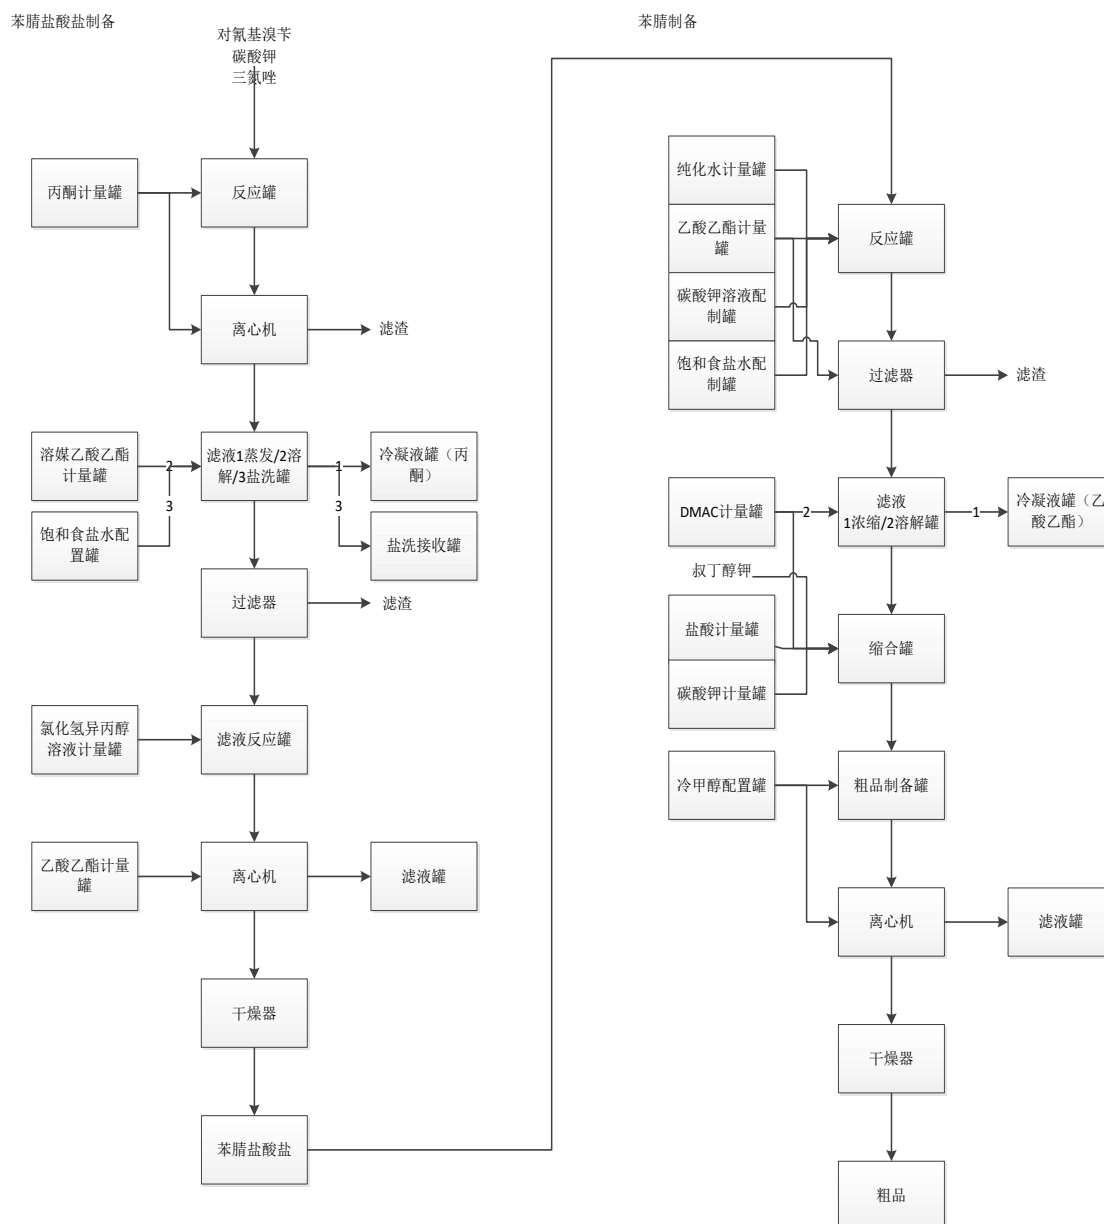 苯腈盐酸盐制备
对氰基溴苄
碳酸钾
三氮唑
丙酮计量罐
反应罐
离心机
滤渣
溶媒乙酸乙酯
计量罐
2
滤液1蒸发/2溶
解/3盐洗罐
1
冷凝液罐（丙
酮）
饱和食盐水配
置罐
3
3
盐洗接收罐
过滤器
滤渣
氯化氢异丙醇
溶液计量罐
滤液反应罐
乙酸乙酯计量
罐
离心机
滤液罐
干燥器
苯腈盐酸盐
苯腈制备
纯化水计量罐
乙酸乙酯计量
罐
反应罐
碳酸钾溶液配
制罐
饱和食盐水配
制罐
过滤器
滤渣
DMAC计量罐
2
滤液
1浓缩/2溶解罐
1
冷凝液罐（乙
酸乙酯）
叔丁醇钾
盐酸计量罐
缩合罐
碳酸钾计量罐
冷甲醇配置罐
粗品制备罐
离心机
滤液罐
干燥器
粗品